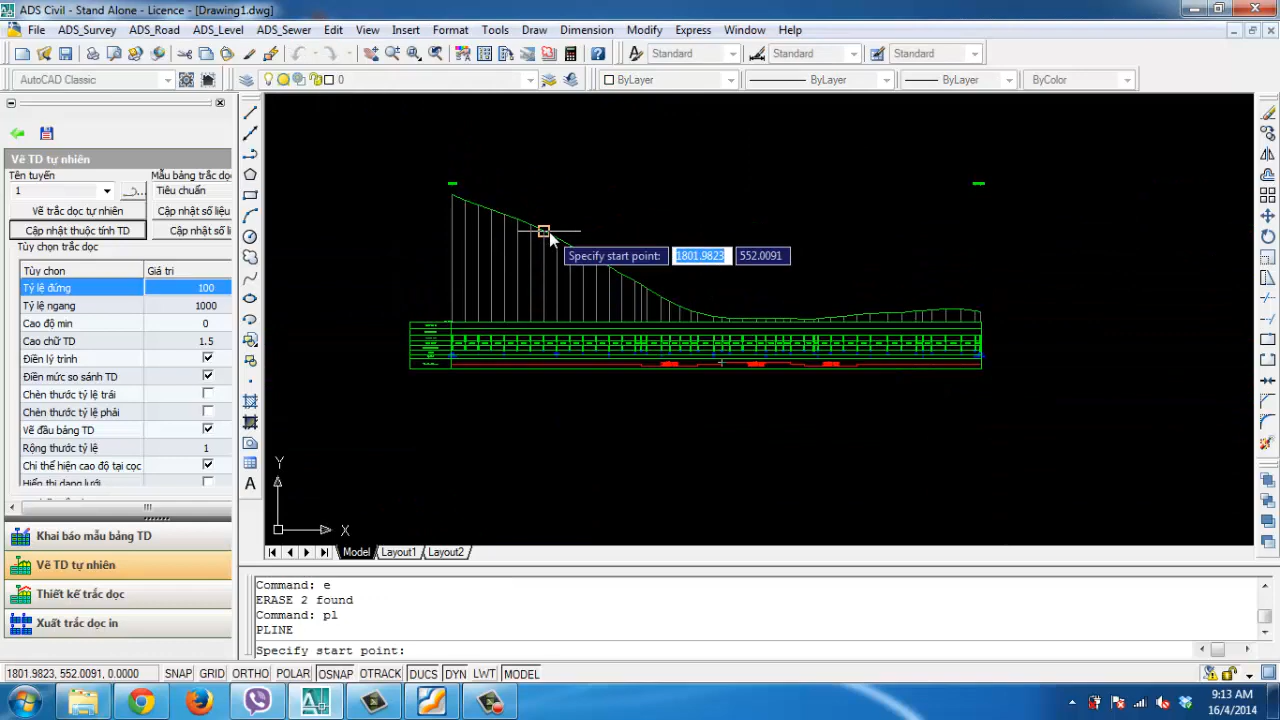 ADS Civil - Stand Alone - Licence - [Drawing1.dwg]
File ADS_Survey ADS_Road ADS_Level ADS_Sewer Edit View Insert Format Tools Draw Dimension Modify Express Window Help
Standard Standard Standard
AutoCAD Classic 0 ByLayer ByLayer ByLayer ByColor
Vẽ TD tự nhiên
Tên tuyến Mẫu bảng trắc dọ
1 Tiêu chuẩn
Vẽ trắc dọc tự nhiên Cập nhật số liệu
Cập nhật thuộc tính TD Cập nhật số l
Tùy chọn trắc dọc
Tùy chọn Giá trị
Tỷ lệ đứng 100
Tỷ lệ ngang 1000
Cao độ min 0
Cao chữ TD 1.5
Điền lý trình
Điền mức so sánh TD
Chèn thước tỷ lệ trái
Chèn thước tỷ lệ phải
Vẽ đầu bảng TD
Rộng thước tỷ lệ 1
Chỉ thể hiện cao độ tại cọc
Hiển thị dạng lưới
Khai báo mẫu bảng TD
Vẽ TD tự nhiên
Thiết kế trắc dọc
Xuất trắc dọc in
Specify start point: 1801.9823 552.0091
Y
X
Model Layout1 Layout2
Command: e
ERASE 2 found
Command: pl
PLINE
Specify start point:
1801.9823, 552.0091, 0.0000 SNAP GRID ORTHO POLAR OSNAP OTRACK DUCS DYN LWT MODEL
9:13 AM
16/4/2014